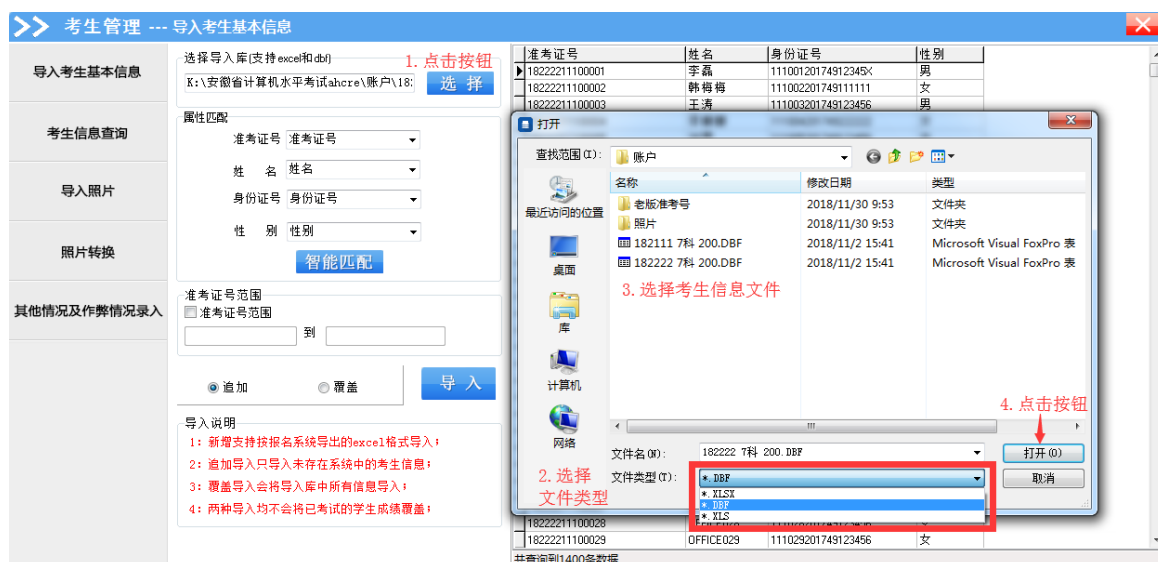 >> 考生管理 --- 导入考生基本信息
导入考生基本信息
考生信息查询
导入照片
照片转换
其他情况及作弊情况录入
选择导入库(支持excel和dbf)
1. 点击按钮
K:\安徽省计算机水平考试ahcre\账户\18:
选 择
属性匹配
准考证号 准考证号
姓 名 姓名
身份证号 身份证号
性 别 性别
智能匹配
准考证号范围
准考证号范围
到
追加 覆盖
导 入
导入说明
1: 新增支持按报名系统导出的excel格式导入;
2: 追加导入只导入未存在系统中的考生信息;
3: 覆盖导入会将导入库中所有信息导入;
4: 两种导入均不会将已考试的学生成绩覆盖;
准考证号 姓名 身份证号 性别
18222211100001 李磊 11100120174912345X 男
18222211100002 韩梅梅 111002201749111111 女
18222211100003 王涛 111003201749123456 男
打开
查找范围(I): 账户
最近访问的位置
桌面
库
计算机
网络
名称 修改日期 类型
老版准考号 2018/11/30 9:53 文件夹
照片 2018/11/30 9:53 文件夹
182111 7科 200.DBF 2018/11/2 15:41 Microsoft Visual FoxPro 表
182222 7科 200.DBF 2018/11/2 15:41 Microsoft Visual FoxPro 表
3. 选择考生信息文件
4. 点击按钮
文件名(N): 182222 7科 200.DBF 打开(O)
2. 选择
文件类型
文件类型(T): *.DBF 取消
*.XLSX
*.DBF
*.XLS
18222211100028
18222211100029 OFFICE029 111029201749123456 女
共查询到1400条数据